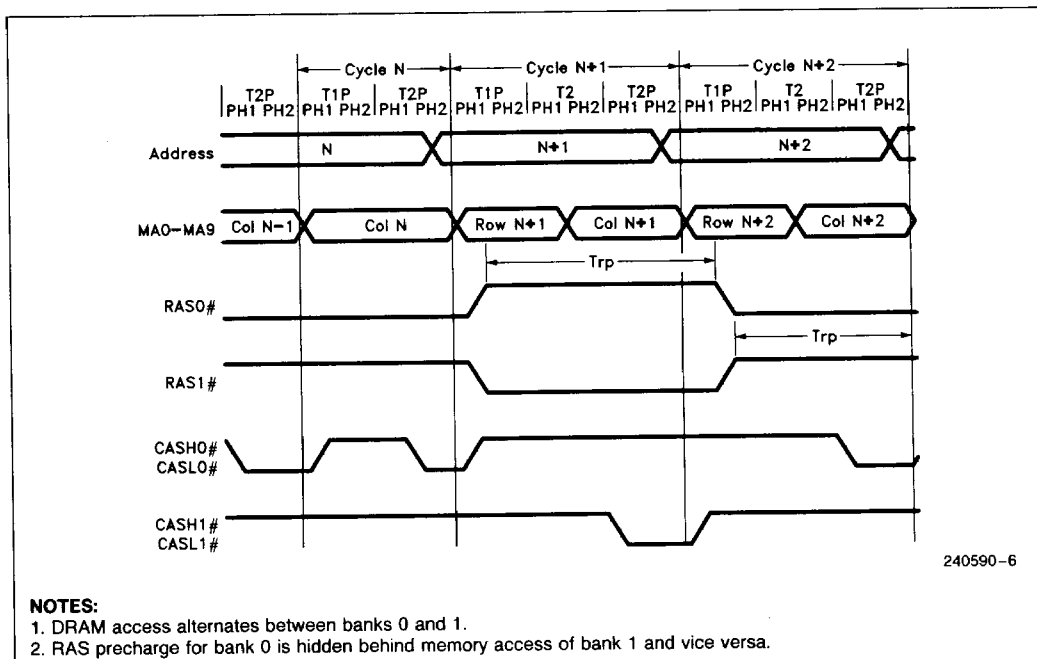 Cycle N Cycle N+1 Cycle N+2
T2P T1P T2P T1P T2 T2P T1P T2 T2P
PH1 PH2 PH1 PH2 PH1 PH2 PH1 PH2 PH1 PH2 PH1 PH2 PH1 PH2 PH1 PH2 PH1 PH2
Address N N+1 N+2
MA0-MA9 Col N-1 Col N Row N+1 Col N+1 Row N+2 Col N+2
Trp
RAS0#
Trp
RAS1#
CASH0#
CASL0#
CASH1#
CASL1#
240590-6
NOTES:
1. DRAM access alternates between banks 0 and 1.
2. RAS precharge for bank 0 is hidden behind memory access of bank 1 and vice versa.